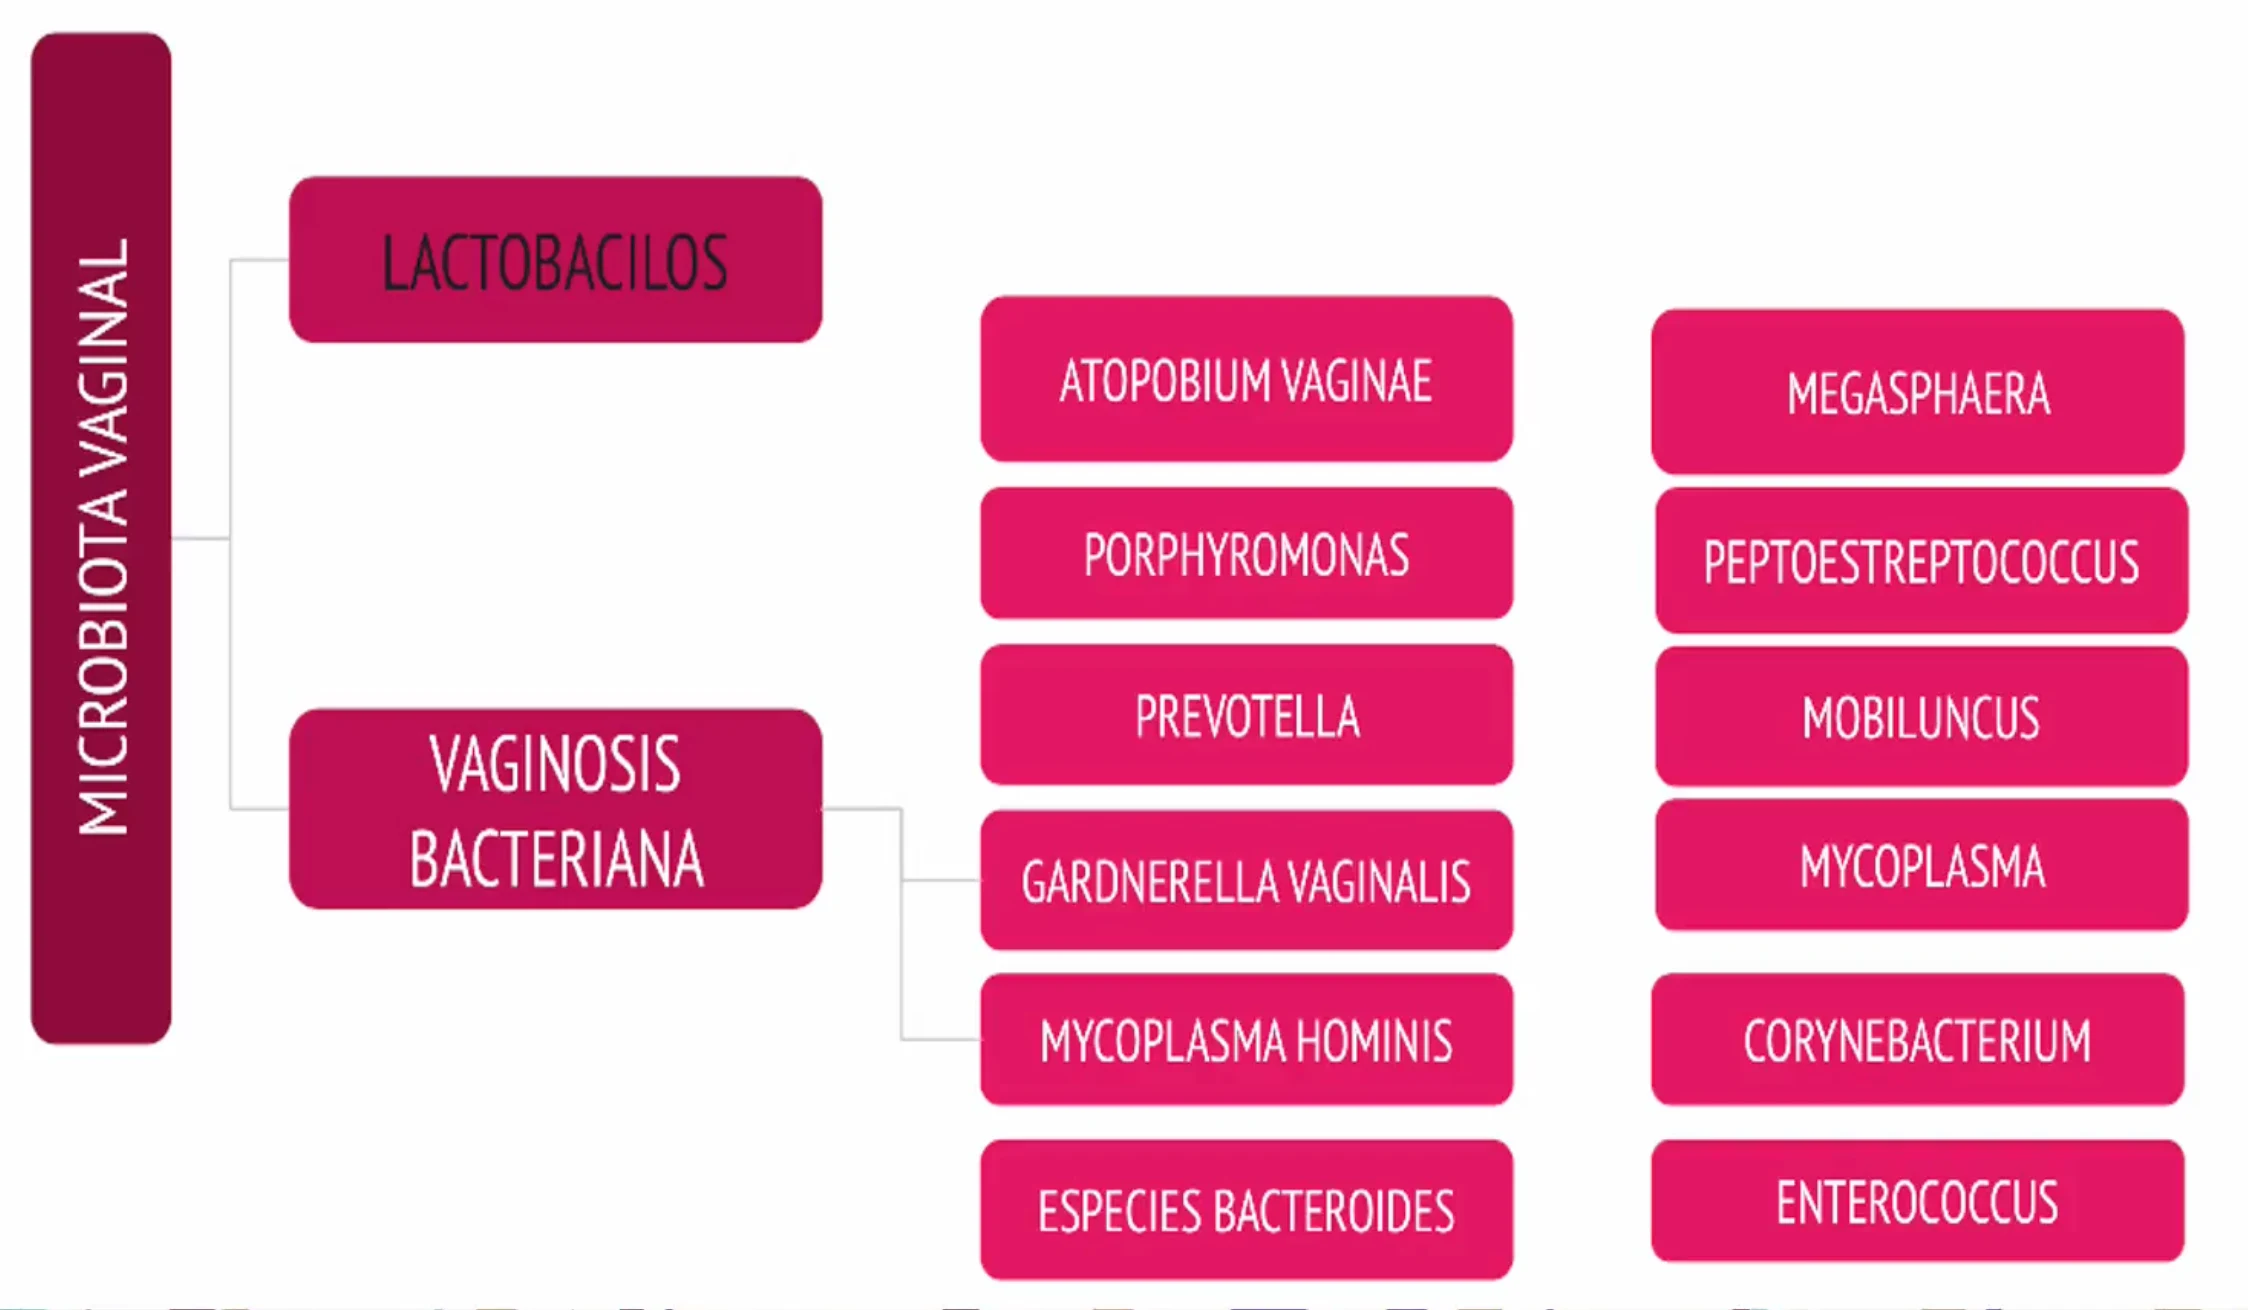 MICROBIOTA VAGINAL
LACTOBACILOS
VAGINOSIS
BACTERIANA
ATOPOBIUM VAGINAE
PORPHYROMONAS
PREVOTELLA
GARDNERELLA VAGINALIS
MYCOPLASMA HOMINIS
ESPECIES BACTEROIDES
MEGASPHAERA
PEPTOESTREPTOCOCCUS
MOBILUNCUS
MYCOPLASMA
CORYNEBACTERIUM
ENTEROCOCCUS